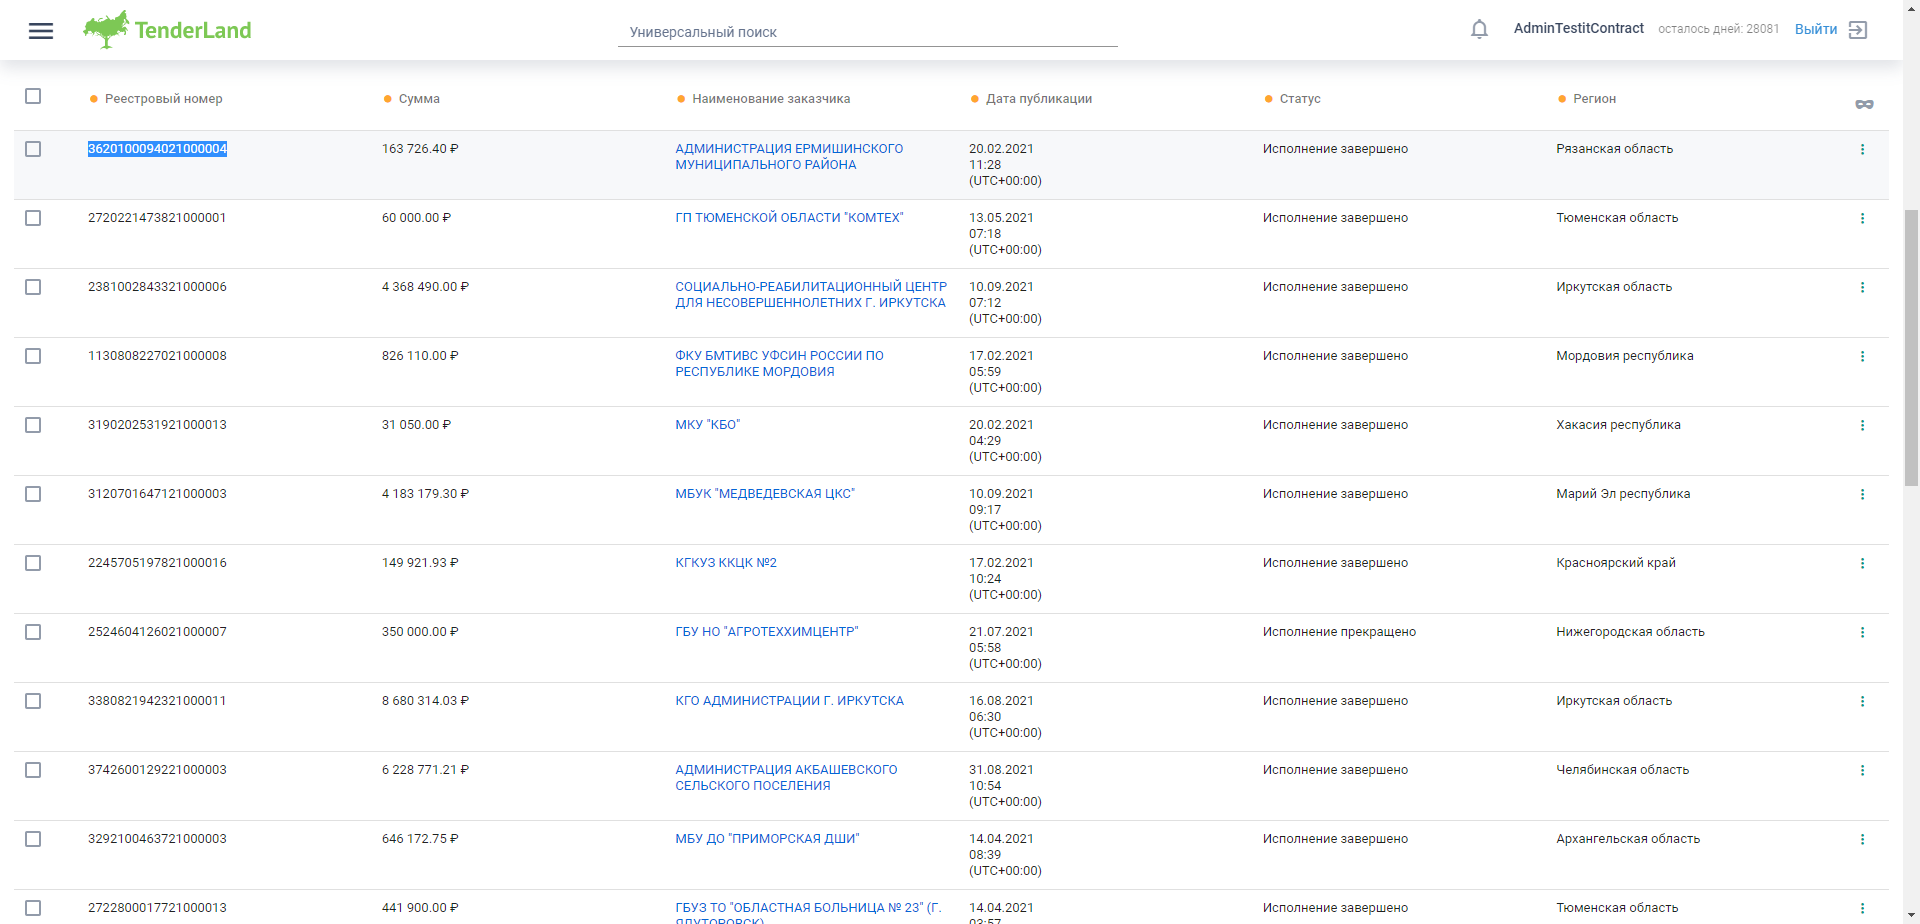 TenderLand
Универсальный поиск
AdminTestitContract осталось дней: 28081 Выйти
Реестровый номер Сумма Наименование заказчика Дата публикации Статус Регион
3620100094021000004 163 726.40 ₽ АДМИНИСТРАЦИЯ ЕРМИШИНСКОГО 20.02.2021 Исполнение завершено Рязанская область
МУНИЦИПАЛЬНОГО РАЙОНА 11:28
(UTC+00:00)
2720221473821000001 60 000.00 ₽ ГП ТЮМЕНСКОЙ ОБЛАСТИ "КОМТЕХ" 13.05.2021 Исполнение завершено Тюменская область
07:18
(UTC+00:00)
2381002843321000006 4 368 490.00 ₽ СОЦИАЛЬНО-РЕАБИЛИТАЦИОННЫЙ ЦЕНТР 10.09.2021 Исполнение завершено Иркутская область
ДЛЯ НЕСОВЕРШЕННОЛЕТНИХ Г. ИРКУТСКА 07:12
(UTC+00:00)
1130808227021000008 826 110.00 ₽ ФКУ БМТИВС УФСИН РОССИИ ПО 17.02.2021 Исполнение завершено Мордовия республика
РЕСПУБЛИКЕ МОРДОВИЯ 05:59
(UTC+00:00)
3190202531921000013 31 050.00 ₽ МКУ "КБО" 20.02.2021 Исполнение завершено Хакасия республика
04:29
(UTC+00:00)
3120701647121000003 4 183 179.30 ₽ МБУК "МЕДВЕДЕВСКАЯ ЦКС" 10.09.2021 Исполнение завершено Марий Эл республика
09:17
(UTC+00:00)
2245705197821000016 149 921.93 ₽ КГКУЗ ККЦК №2 17.02.2021 Исполнение завершено Красноярский край
10:24
(UTC+00:00)
2524604126021000007 350 000.00 ₽ ГБУ НО "АГРОТЕХХИМЦЕНТР" 21.07.2021 Исполнение прекращено Нижегородская область
05:58
(UTC+00:00)
3380821942321000011 8 680 314.03 ₽ КГО АДМИНИСТРАЦИИ Г. ИРКУТСКА 16.08.2021 Исполнение завершено Иркутская область
06:30
(UTC+00:00)
3742600129221000003 6 228 771.21 ₽ АДМИНИСТРАЦИЯ АКБАШЕВСКОГО 31.08.2021 Исполнение завершено Челябинская область
СЕЛЬСКОГО ПОСЕЛЕНИЯ 10:54
(UTC+00:00)
3292100463721000003 646 172.75 ₽ МБУ ДО "ПРИМОРСКАЯ ДШИ" 14.04.2021 Исполнение завершено Архангельская область
08:39
(UTC+00:00)
2722800017721000013 441 900.00 ₽ ГБУЗ ТО "ОБЛАСТНАЯ БОЛЬНИЦА № 23" (Г. 14.04.2021 Исполнение завершено Тюменская область